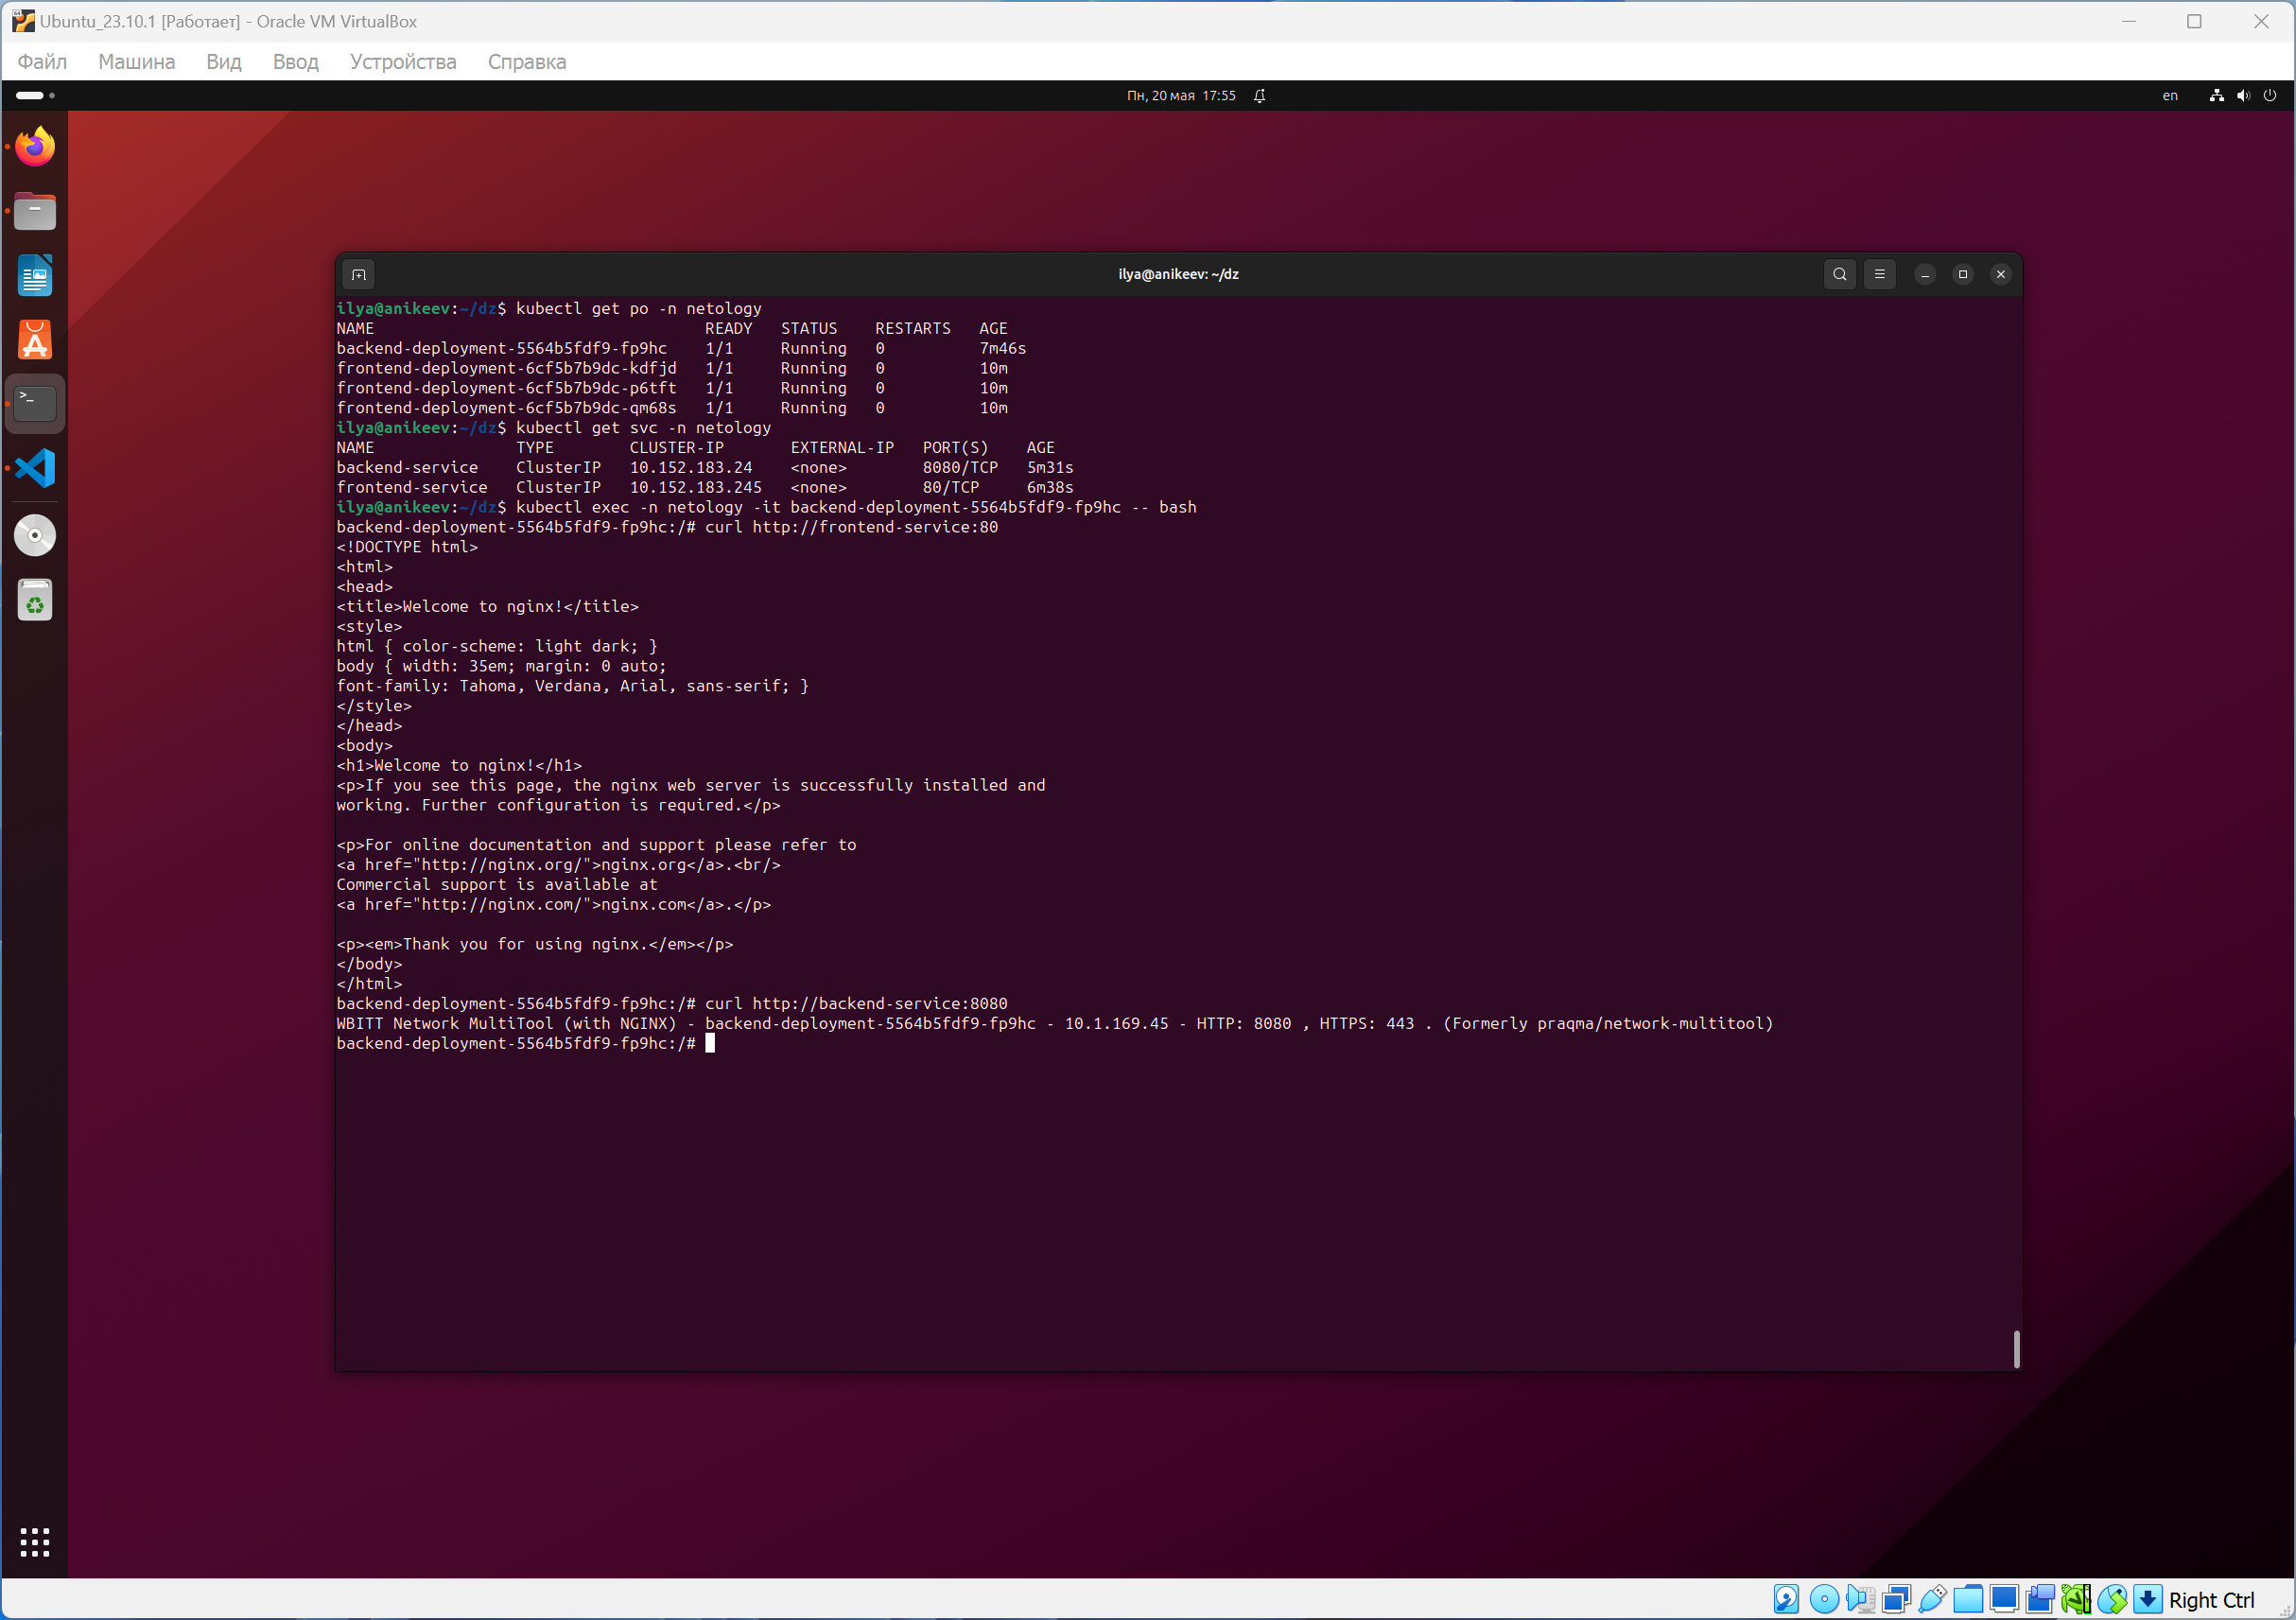 Ubuntu_23.10.1 [Работает] - Oracle VM VirtualBox
Файл Машина Вид Ввод Устройства Справка
Пн, 20 мая 17:55
en
ilya@anikeev: ~/dz
ilya@anikeev:~/dz$ kubectl get po -n netology
NAME READY STATUS RESTARTS AGE
backend-deployment-5564b5fdf9-fp9hc 1/1 Running 0 7m46s
frontend-deployment-6cf5b7b9dc-kdfjd 1/1 Running 0 10m
frontend-deployment-6cf5b7b9dc-p6tft 1/1 Running 0 10m
frontend-deployment-6cf5b7b9dc-qm68s 1/1 Running 0 10m
ilya@anikeev:~/dz$ kubectl get svc -n netology
NAME TYPE CLUSTER-IP EXTERNAL-IP PORT(S) AGE
backend-service ClusterIP 10.152.183.24 <none> 8080/TCP 5m31s
frontend-service ClusterIP 10.152.183.245 <none> 80/TCP 6m38s
ilya@anikeev:~/dz$ kubectl exec -n netology -it backend-deployment-5564b5fdf9-fp9hc -- bash
backend-deployment-5564b5fdf9-fp9hc:/# curl http://frontend-service:80
<!DOCTYPE html>
<html>
<head>
<title>Welcome to nginx!</title>
<style>
html { color-scheme: light dark; }
body { width: 35em; margin: 0 auto;
font-family: Tahoma, Verdana, Arial, sans-serif; }
</style>
</head>
<body>
<h1>Welcome to nginx!</h1>
<p>If you see this page, the nginx web server is successfully installed and
working. Further configuration is required.</p>

<p>For online documentation and support please refer to
<a href="http://nginx.org/">nginx.org</a>.<br/>
Commercial support is available at
<a href="http://nginx.com/">nginx.com</a>.</p>

<p><em>Thank you for using nginx.</em></p>
</body>
</html>
backend-deployment-5564b5fdf9-fp9hc:/# curl http://backend-service:8080
WBITT Network MultiTool (with NGINX) - backend-deployment-5564b5fdf9-fp9hc - 10.1.169.45 - HTTP: 8080 , HTTPS: 443 . (Formerly praqma/network-multitool)
backend-deployment-5564b5fdf9-fp9hc:/#
Right Ctrl